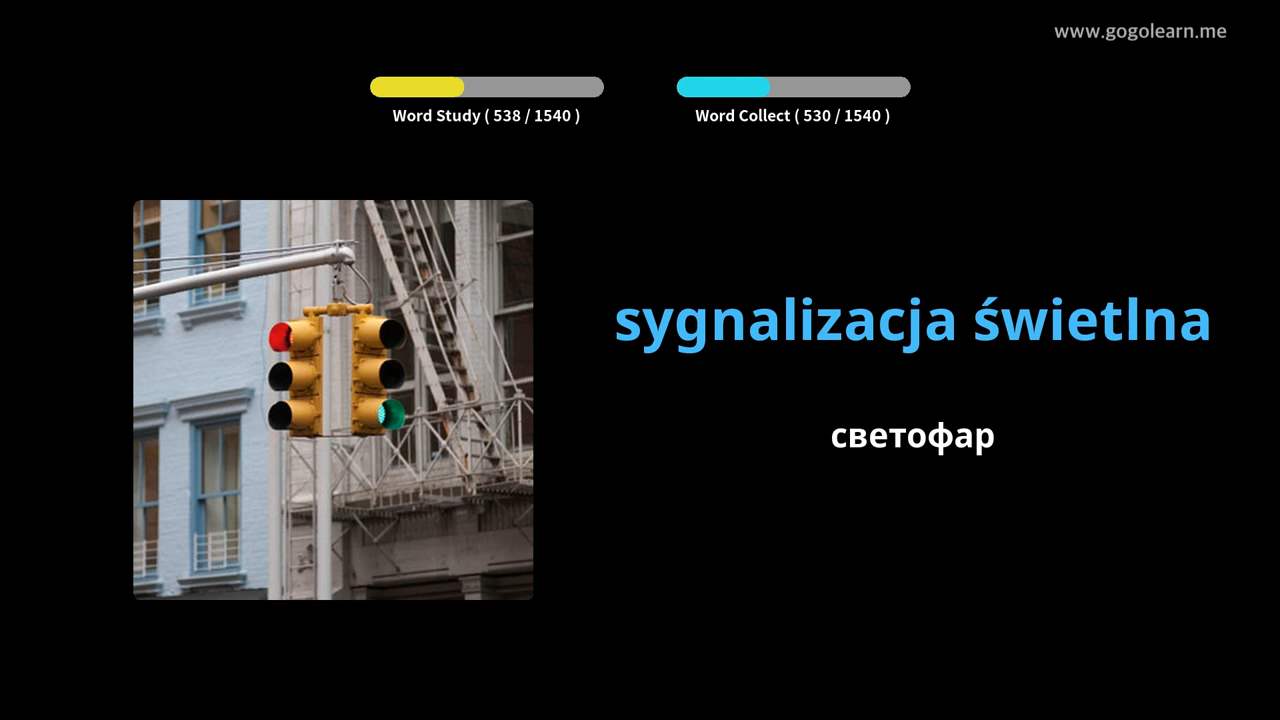 www.gogolearn.me
Word Study ( 538 / 1540 )
Word Collect ( 530 / 1540 )
sygnalizacja świetlna
светофар